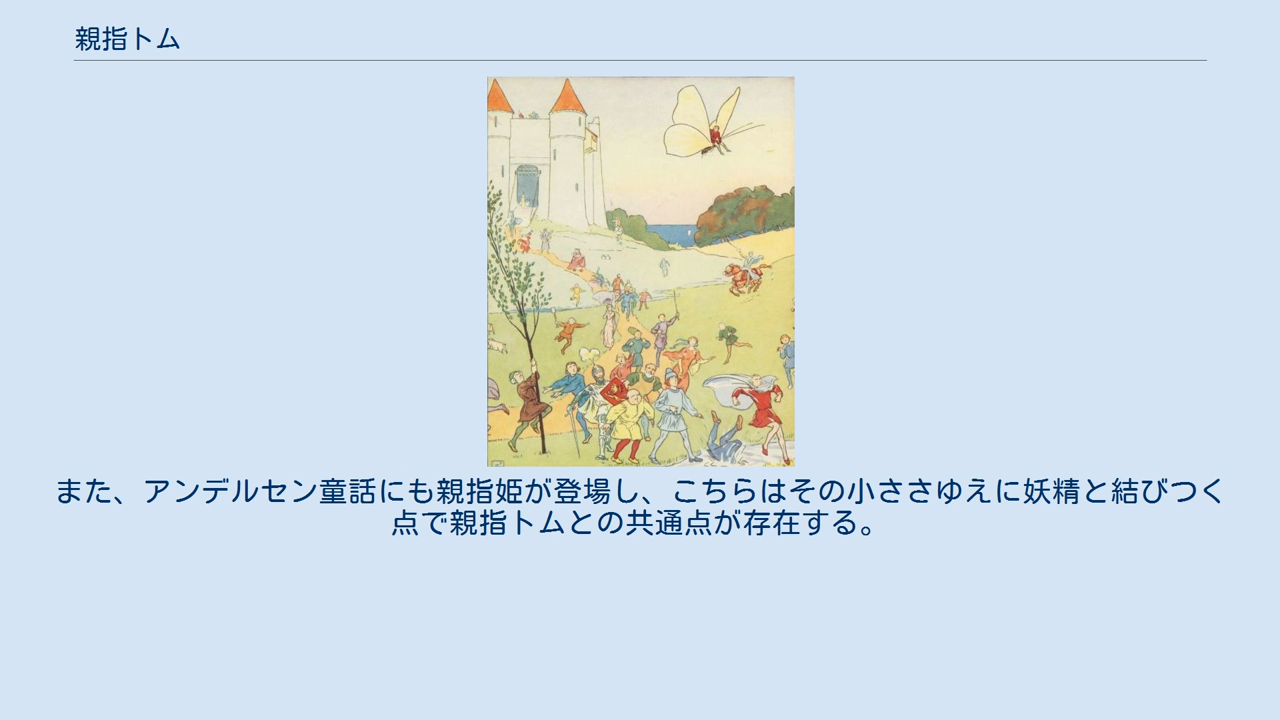 親指トム
また、アンデルセン童話にも親指姫が登場し、こちらはその小ささゆえに妖精と結びつく
点で親指トムとの共通点が存在する。